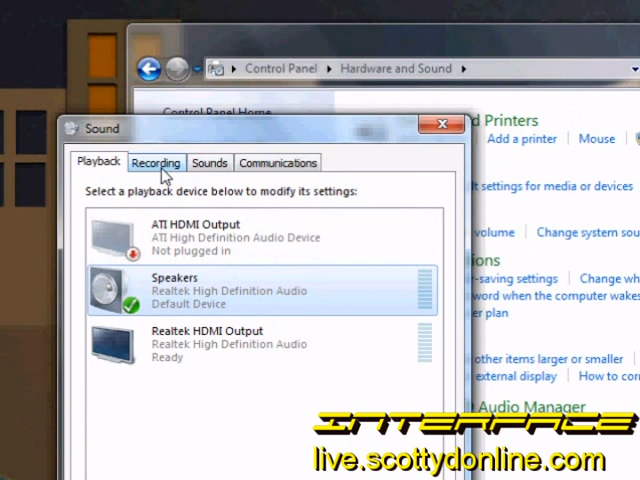 Control Panel
Hardware and Sound
Control Panel Home
Sound
d Printers
Add a printer
Mouse
Playback
Recording
Sounds
Communications
Select a playback device below to modify its settings:
lt settings for media or devices
ATI HDMI Output
ATI High Definition Audio Device
Not plugged in
volume
Change system sou
ions
Speakers
Realtek High Definition Audio
Default Device
-saving settings
Change wh
word when the computer wakes
er plan
Realtek HDMI Output
Realtek High Definition Audio
Ready
other items larger or smaller
external display
How to cor
Audio Manager
INTERFACE
live.scottydonline.com